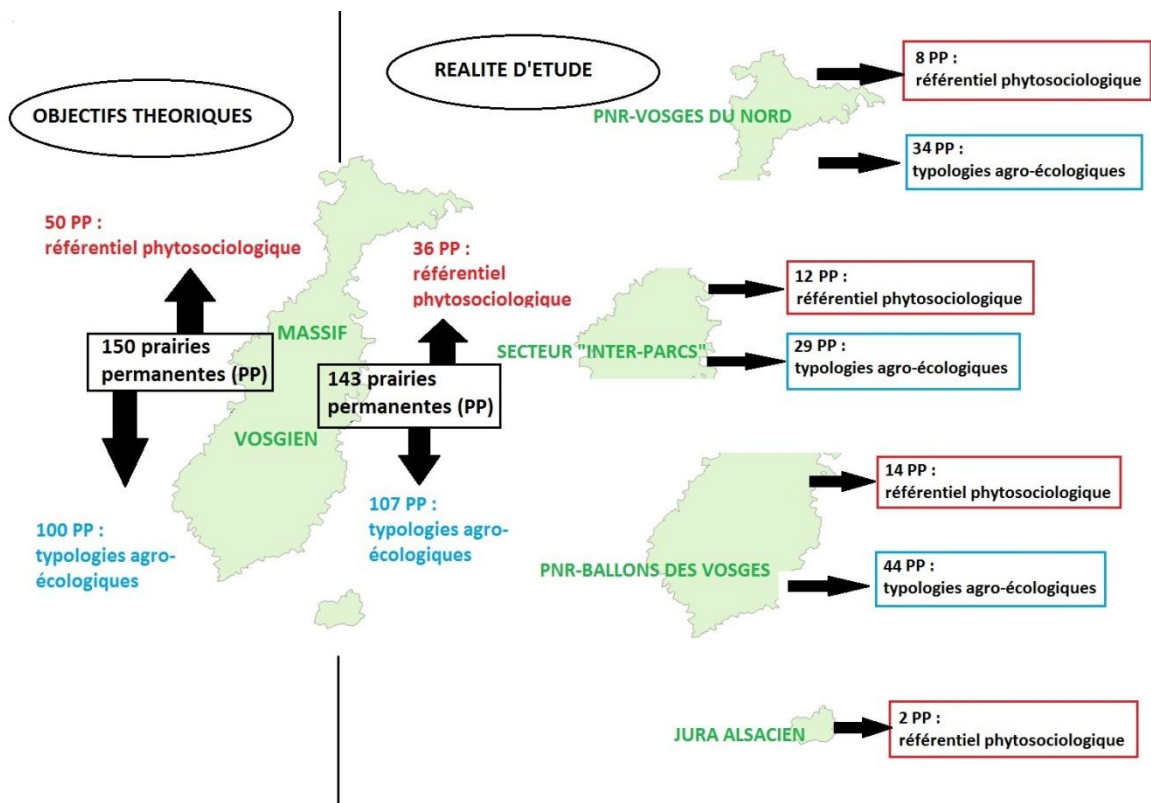 OBJECTIFS THEORIQUES
50 PP :
référentiel phytosociologique
150 prairies
permanentes (PP)
100 PP :
typologies agro-
écologiques
MASSIF
VOSGIEN
REALITE D'ETUDE
36 PP :
référentiel
phytosociologique
143 prairies
permanentes (PP)
107 PP :
typologies agro-
écologiques
PNR-VOSGES DU NORD
8 PP :
référentiel phytosociologique
34 PP :
typologies agro-écologiques
SECTEUR "INTER-PARCS"
12 PP :
référentiel phytosociologique
29 PP :
typologies agro-écologiques
PNR-BALLONS DES VOSGES
14 PP :
référentiel phytosociologique
44 PP :
typologies agro-écologiques
JURA ALSACIEN
2 PP :
référentiel phytosociologique